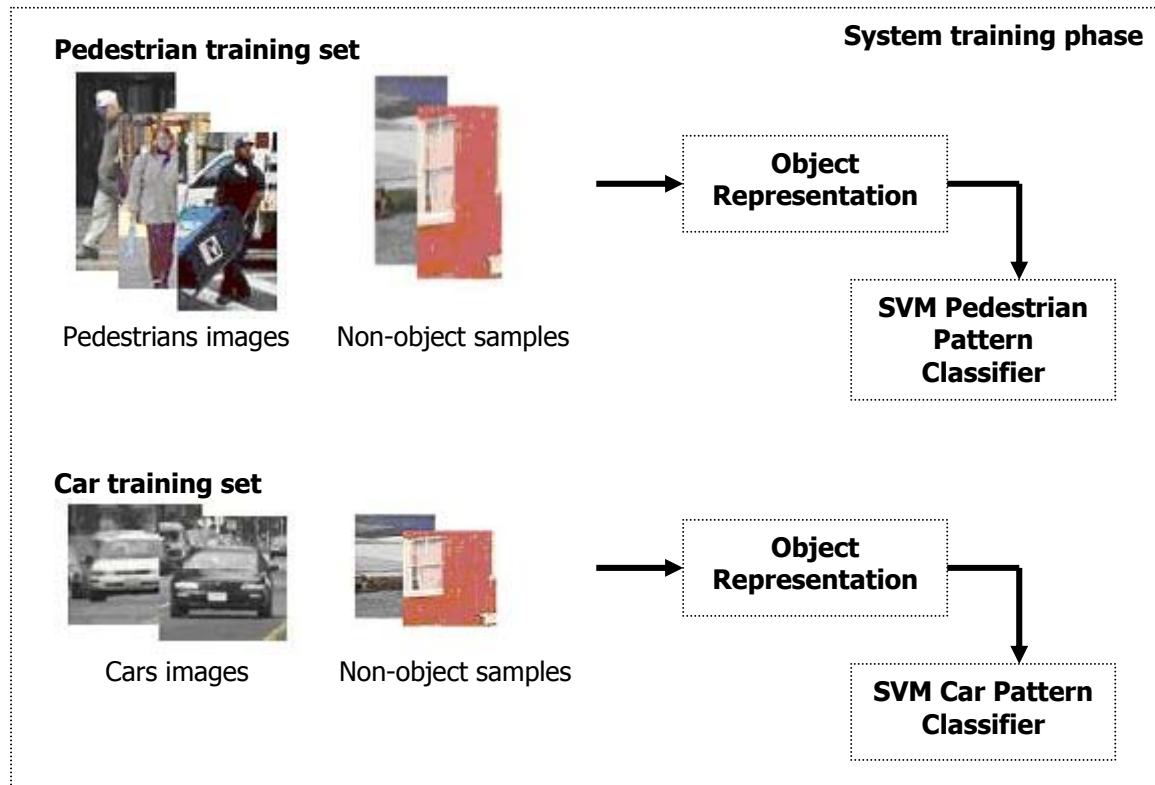 System training phase
Pedestrian training set
Pedestrians images
Non-object samples
Object
Representation
SVM Pedestrian
Pattern
Classifier
Car training set
Cars images
Non-object samples
Object
Representation
SVM Car Pattern
Classifier